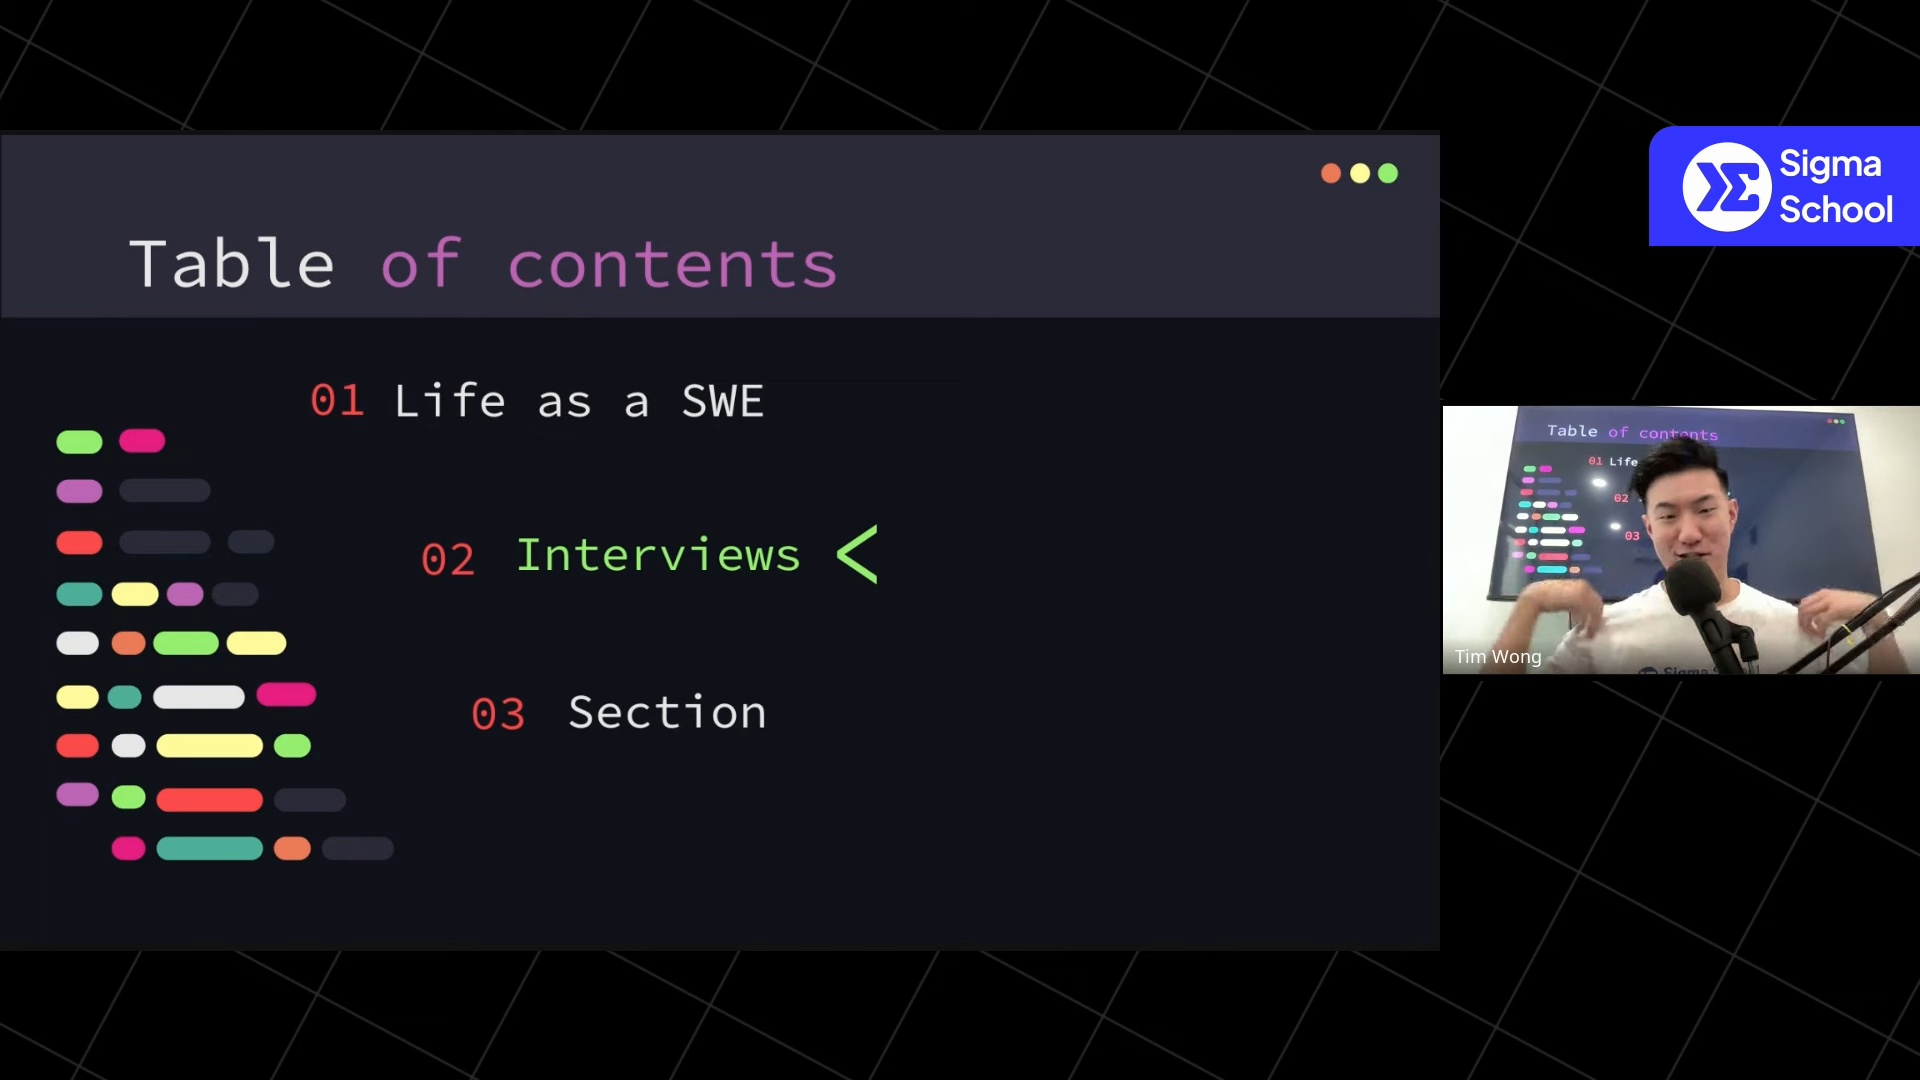 Table of contents
01 Life as a SWE
02 Interviews <
03 Section
Sigma
School
Table of contents
01 Life
02
03
Tim Wong